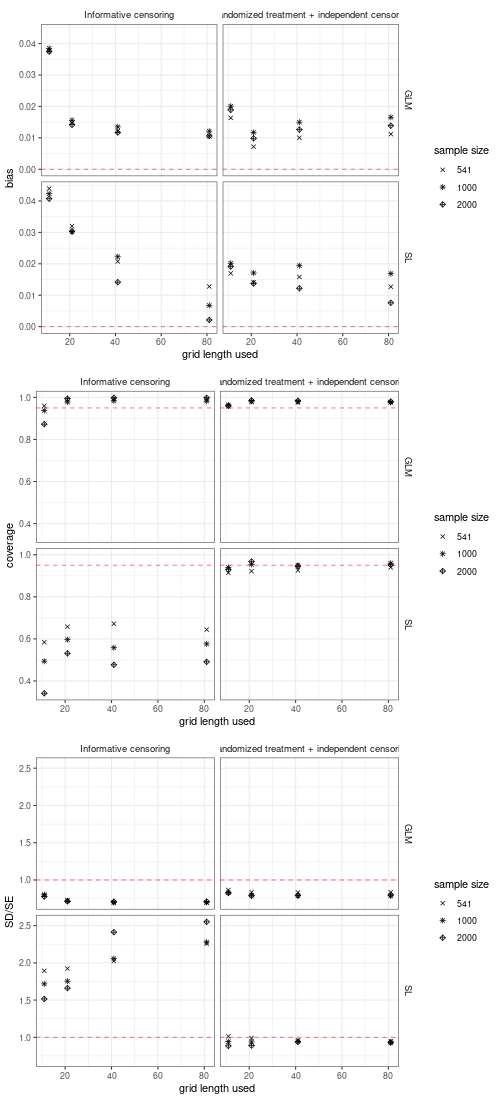 Informative censoring
andomized treatment + independent censori
0.04
0.03
0.02
0.01
0.00
GLM
0.04
0.03
0.02
0.01
0.00
SL
bias
20 40 60 80 20 40 60 80
grid length used
sample size
541
1000
2000
Informative censoring
andomized treatment + independent censori
1.0
0.8
0.6
0.4
GLM
1.0
0.8
0.6
0.4
SL
coverage
20 40 60 80 20 40 60 80
grid length used
sample size
541
1000
2000
Informative censoring
andomized treatment + independent censori
2.5
2.0
1.5
1.0
GLM
2.5
2.0
1.5
1.0
SL
SD/SE
20 40 60 80 20 40 60 80
grid length used
sample size
541
1000
2000